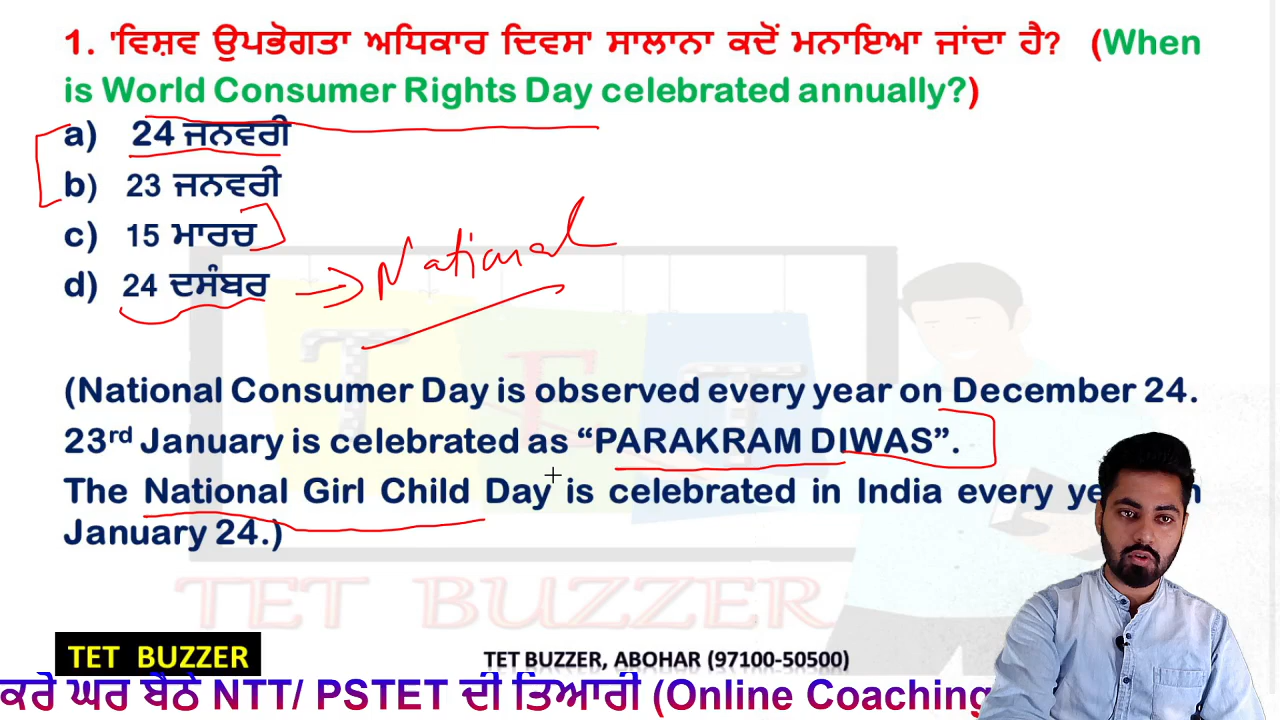 1. 'ਵਿਸ਼ਵ ਉਪਭੋਗਤਾ ਅਧਿਕਾਰ ਦਿਵਸ' ਸਾਲਾਨਾ ਕਦੋਂ ਮਨਾਇਆ ਜਾਂਦਾ ਹੈ? (When
is World Consumer Rights Day celebrated annually?)
a) 24 ਜਨਵਰੀ
b) 23 ਜਨਵਰੀ
c) 15 ਮਾਰਚ
d) 24 ਦਸੰਬਰ → National
(National Consumer Day is observed every year on December 24.
23rd January is celebrated as “PARAKRAM DIWAS”.
The National Girl Child Day is celebrated in India every
January 24.)
TET
TET BUZZER
TET BUZZER
TET BUZZER, ABOHAR (97100-50500)
ਕਰੋ ਘਰ ਬੈਠੇ NTT/ PSTET ਦੀ ਤਿਆਰੀ (Online Coaching